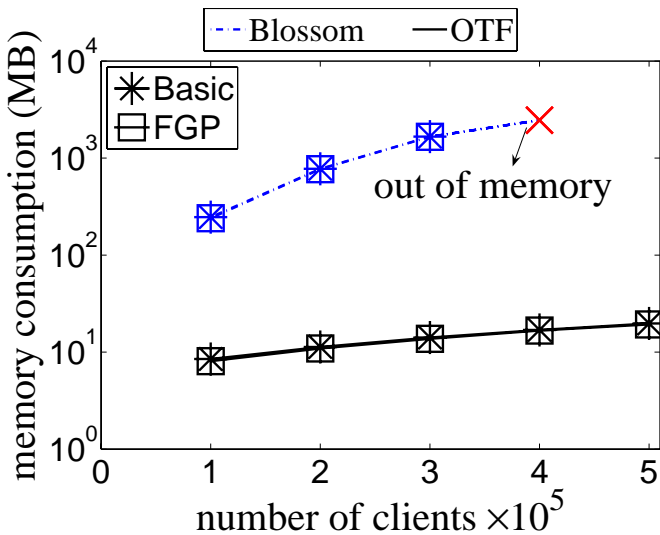 Blossom OTF
10^4
Basic
FGP
10^3
out of memory
10^2
10^1
10^0
0 1 2 3 4 5
number of clients ×10^5
memory consumption (MB)